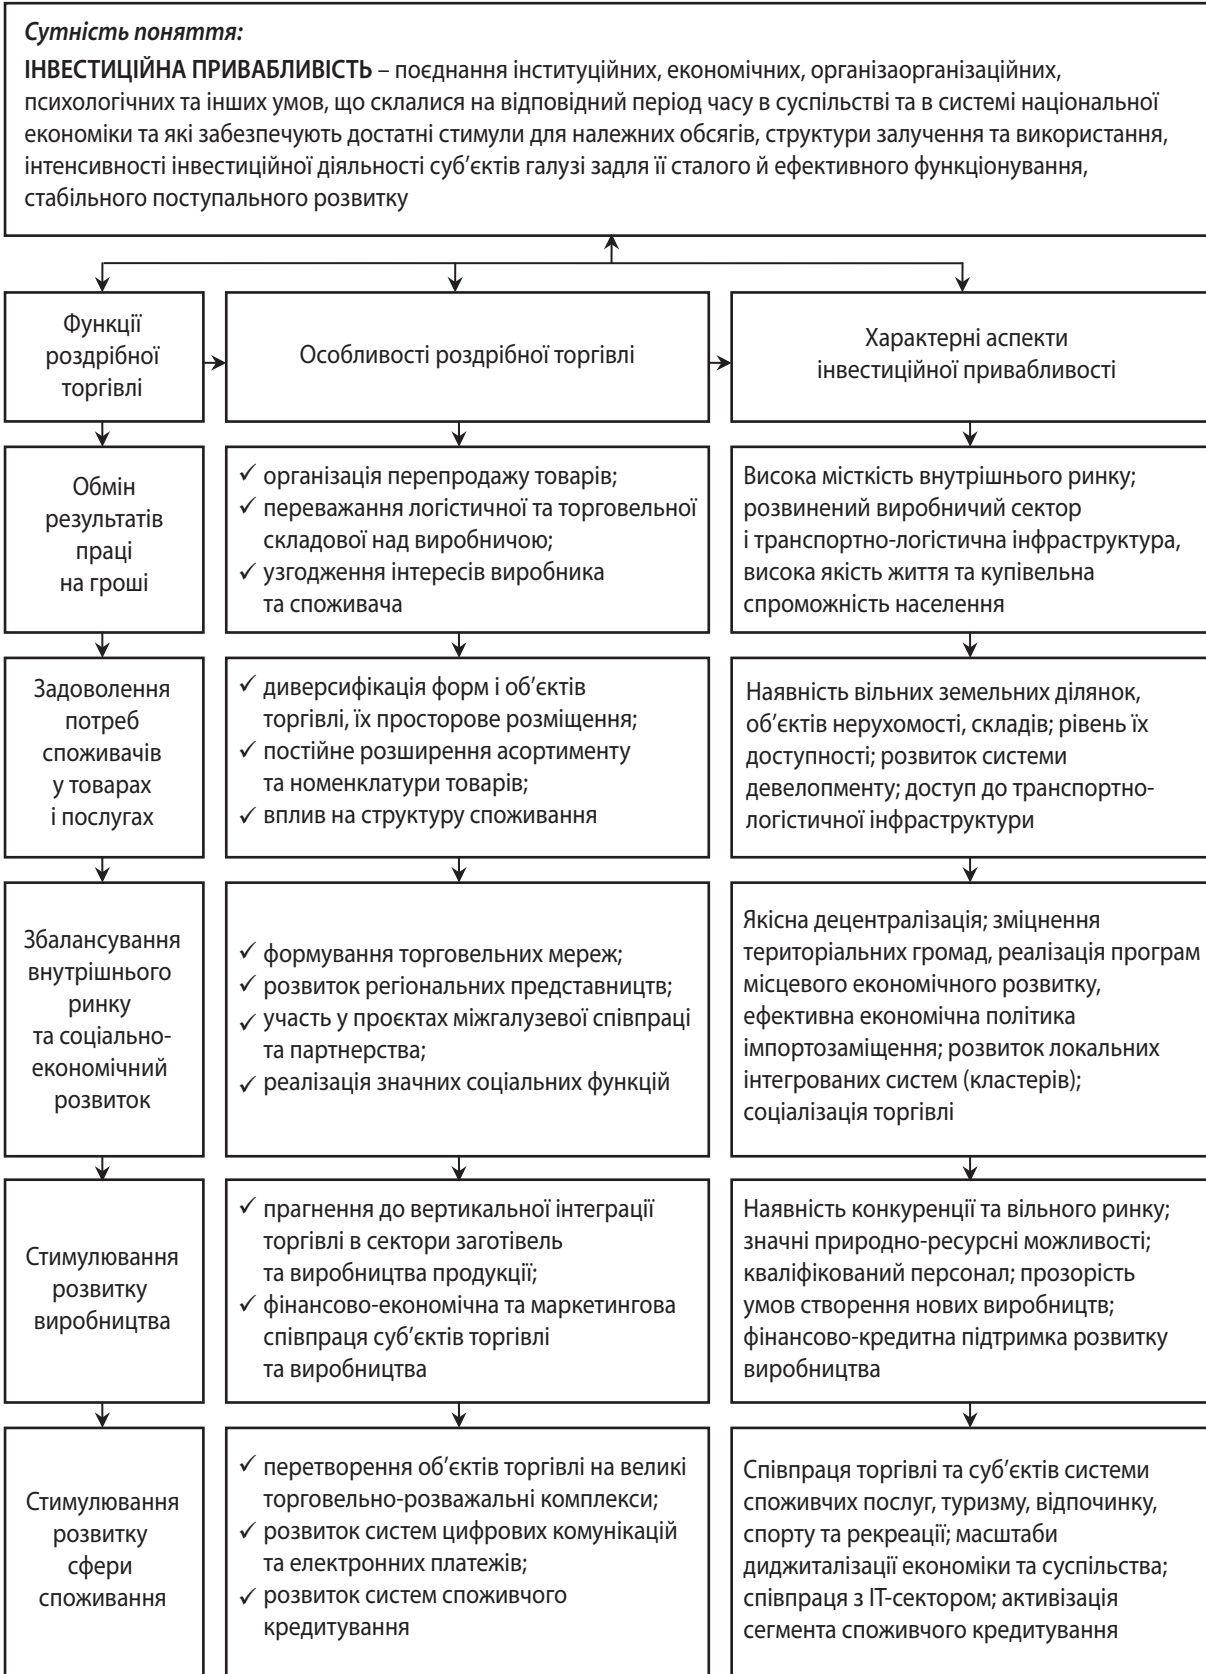 Сутність поняття:
ІНВЕСТИЦІЙНА ПРИВАБЛИВІСТЬ – поєднання інституційних, економічних, організаорганізаційних,
психологічних та інших умов, що склалися на відповідний період часу в суспільстві та в системі національної
економіки та які забезпечують достатні стимули для належних обсягів, структури залучення та використання,
інтенсивності інвестиційної діяльності суб’єктів галузі задля її сталого й ефективного функціонування,
стабільного поступального розвитку
Функції
роздрібної
торгівлі
Особливості роздрібної торгівлі
Характерні аспекти
інвестиційної привабливості
Обмін
результатів
праці
на гроші
✓ організація перепродажу товарів;
✓ переважання логістичної та торговельної
складової над виробничою;
✓ узгодження інтересів виробника
та споживача
Висока місткість внутрішнього ринку;
розвинений виробничий сектор
і транспортно-логістична інфраструктура,
висока якість життя та купівельна
спроможність населення
Задоволення
потреб
споживачів
у товарах
і послугах
✓ диверсифікація форм і об’єктів
торгівлі, їх просторове розміщення;
✓ постійне розширення асортименту
та номенклатури товарів;
✓ вплив на структуру споживання
Наявність вільних земельних ділянок,
об’єктів нерухомості, складів; рівень їх
доступності; розвиток системи
девелопменту; доступ до транспортно-
логістичної інфраструктури
Збалансування
внутрішнього
ринку
та соціально-
економічний
розвиток
✓ формування торговельних мереж;
✓ розвиток регіональних представництв;
✓ участь у проєктах міжгалузевої співпраці
та партнерства;
✓ реалізація значних соціальних функцій
Якісна децентралізація; зміцнення
територіальних громад, реалізація програм
місцевого економічного розвитку,
ефективна економічна політика
імпортозаміщення; розвиток локальних
інтегрованих систем (кластерів);
соціалізація торгівлі
Стимулювання
розвитку
виробництва
✓ прагнення до вертикальної інтеграції
торгівлі в сектори заготівель
та виробництва продукції;
✓ фінансово-економічна та маркетингова
співпраця суб’єктів торгівлі
та виробництва
Наявність конкуренції та вільного ринку;
значні природно-ресурсні можливості;
кваліфікований персонал; прозорість
умов створення нових виробництв;
фінансово-кредитна підтримка розвитку
виробництва
Стимулювання
розвитку
сфери
споживання
✓ перетворення об’єктів торгівлі на великі
торговельно-розважальні комплекси;
✓ розвиток систем цифрових комунікацій
та електронних платежів;
✓ розвиток систем споживчого
кредитування
Співпраця торгівлі та суб’єктів системи
споживчих послуг, туризму, відпочинку,
спорту та рекреації; масштаби
диджиталізації економіки та суспільства;
співпраця з ІТ-сектором; активізація
сегмента споживчого кредитування